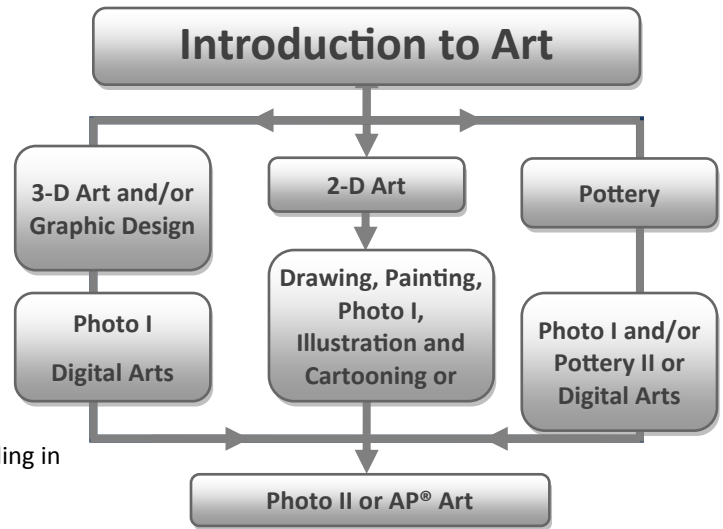 Introduction to Art
3-D Art and/or
Graphic Design
2-D Art
Pottery
Photo I
Digital Arts
Drawing, Painting,
Photo I,
Illustration and
Cartooning or
Photo I and/or
Pottery II or
Digital Arts
ling in
Photo II or AP® Art